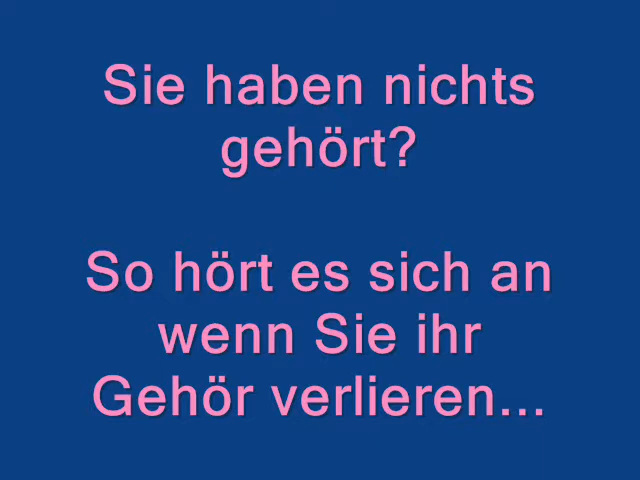 Sie haben nichts
gehört?
So hört es sich an
wenn Sie ihr
Gehör verlieren...